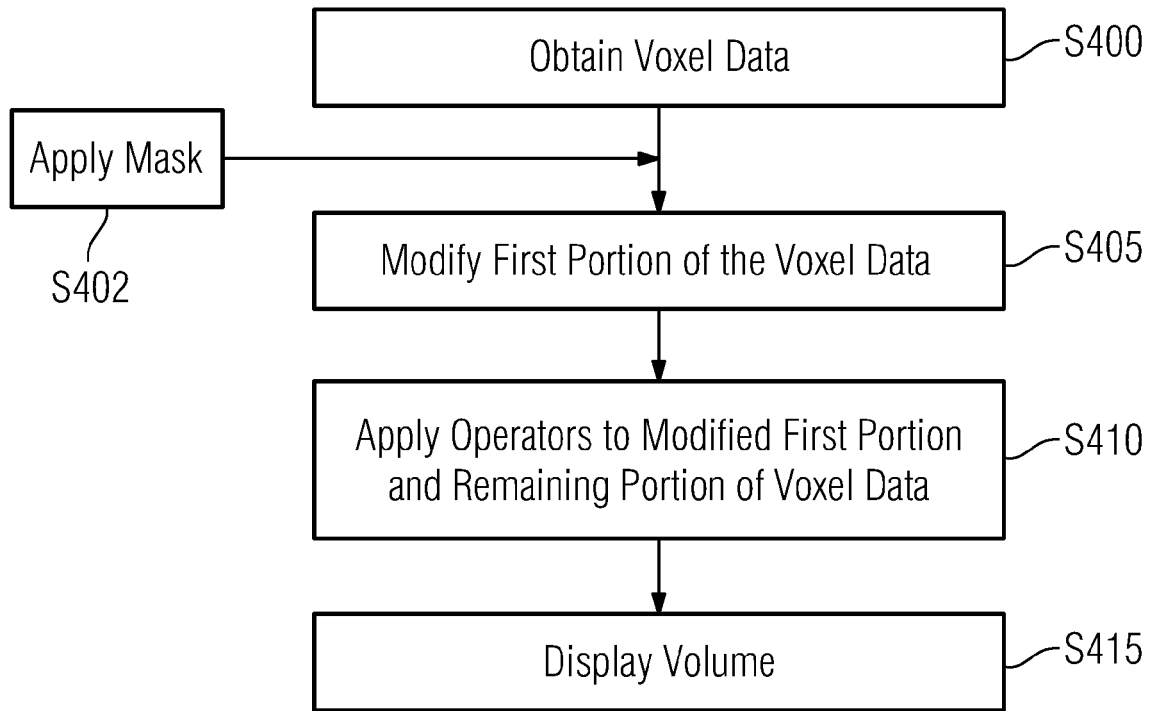 Obtain Voxel Data
S400
Apply Mask
S402
Modify First Portion of the Voxel Data
S405
Apply Operators to Modified First Portion
and Remaining Portion of Voxel Data
S410
Display Volume
S415